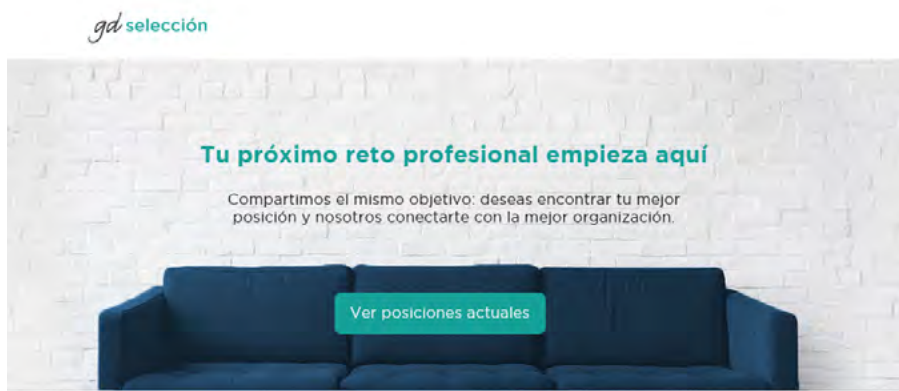 gd selección
Tu próximo reto profesional empieza aquí
Compartimos el mismo objetivo: deseas encontrar tu mejor
posición y nosotros conectarte con la mejor organización.
Ver posiciones actuales